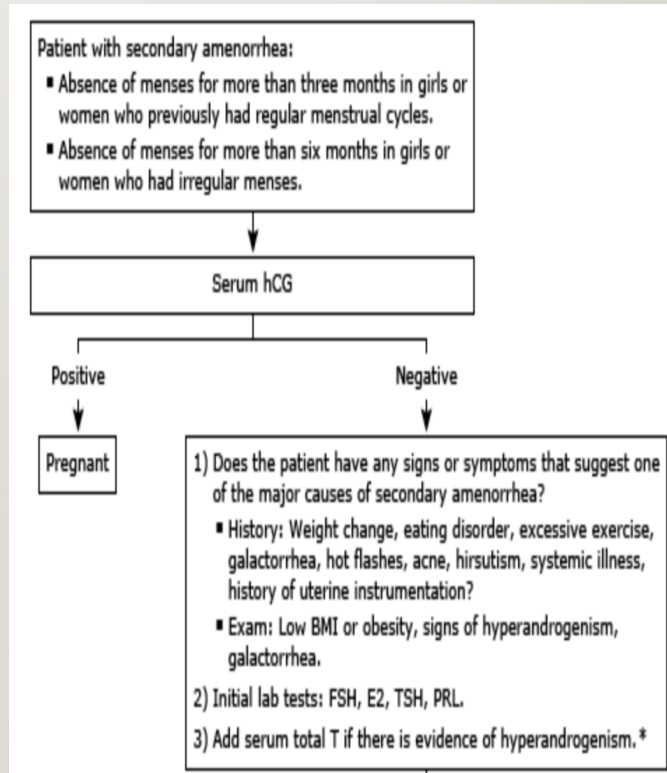 Patient with secondary amenorrhea:
▪ Absence of menses for more than three months in girls or
women who previously had regular menstrual cycles.
▪ Absence of menses for more than six months in girls or
women who had irregular menses.
Serum hCG
Positive
Negative
Pregnant
1) Does the patient have any signs or symptoms that suggest one
of the major causes of secondary amenorrhea?
▪ History: Weight change, eating disorder, excessive exercise,
galactorrhea, hot flashes, acne, hirsutism, systemic illness,
history of uterine instrumentation?
▪ Exam: Low BMI or obesity, signs of hyperandrogenism,
galactorrhea.
2) Initial lab tests: FSH, E2, TSH, PRL.
3) Add serum total T if there is evidence of hyperandrogenism.*